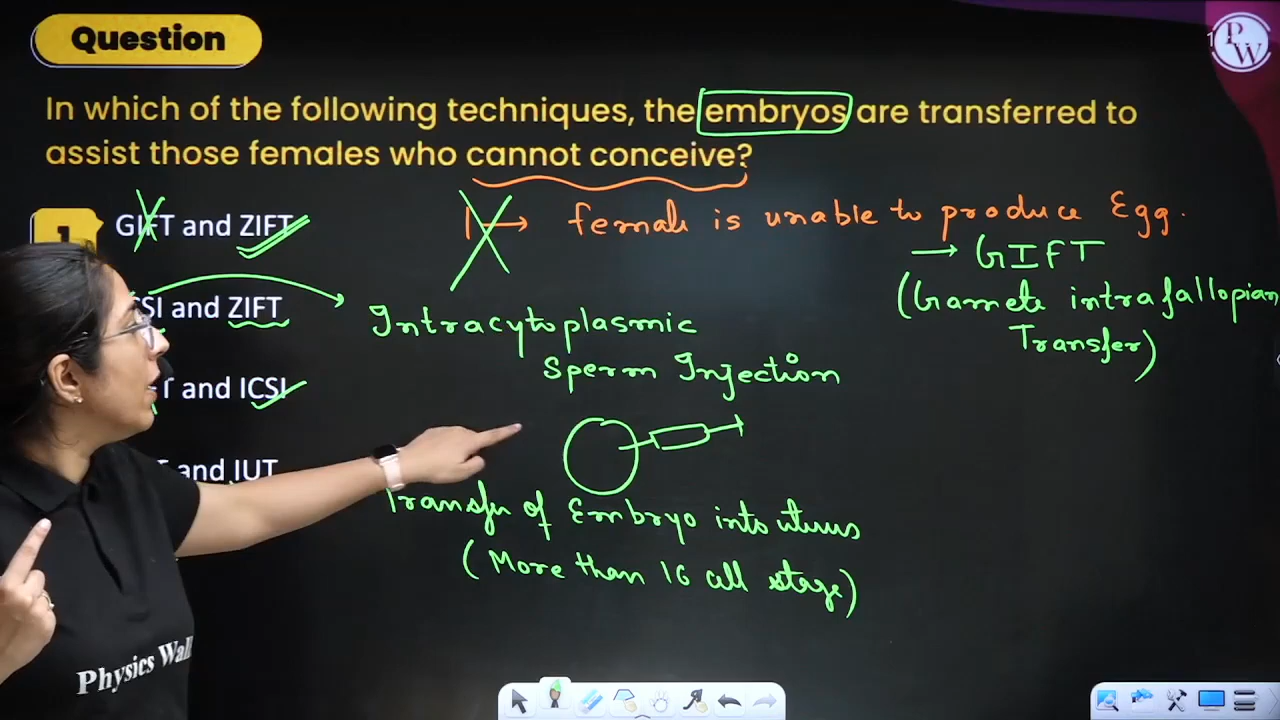 Question
In which of the following techniques, the embryos are transferred to
assist those females who cannot conceive?
GIFT and ZIFT
female is unable to produce Egg.
→ GIFT
(Gamete intrafallopian
Transfer)
SI and ZIFT
Intracytoplasmic
Sperm Injection
T and ICSI
and IUT
Transfer of Embryo into uterus
(More than 16 cell stage)
Physics Wall
PW